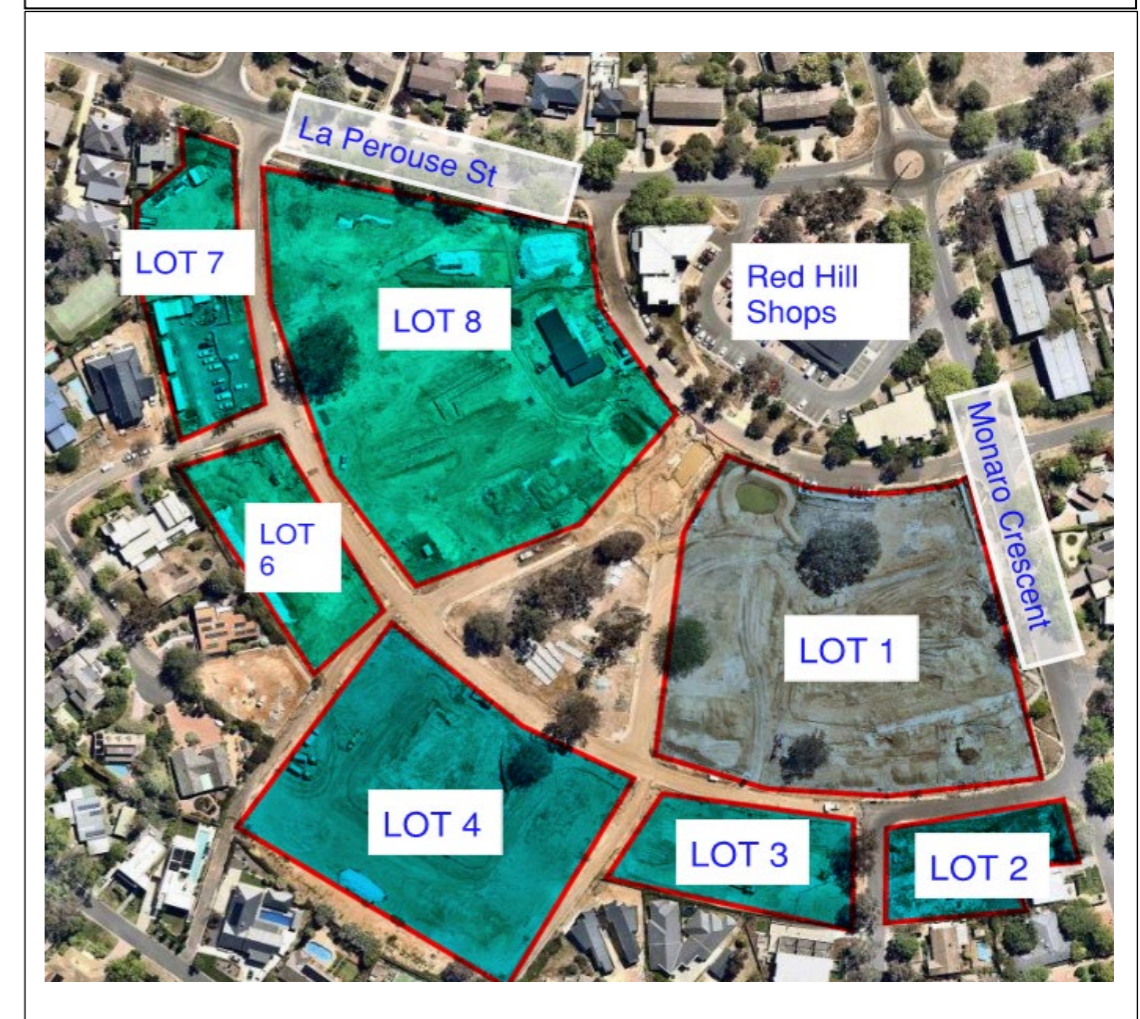 La Perouse St
LOT 7
Red Hill
Shops
LOT 8
Monaro Crescent
LOT
6
LOT 1
LOT 4
LOT 3
LOT 2